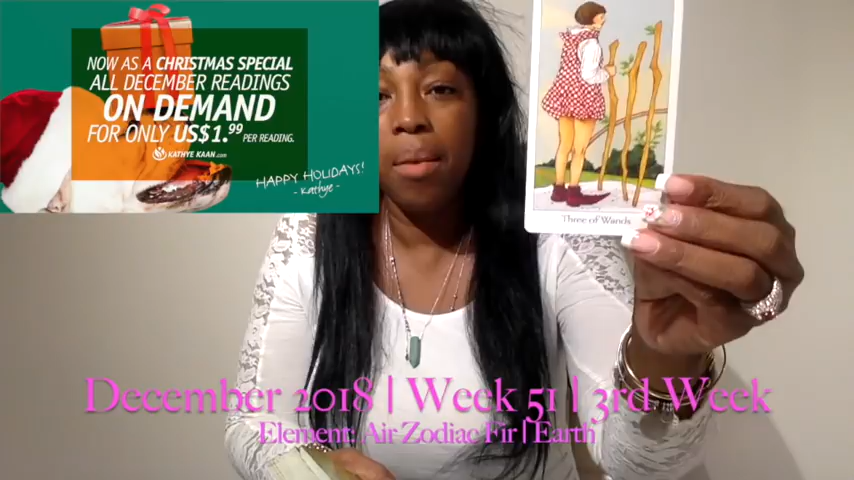 NOW AS A CHRISTMAS SPECIAL
ALL DECEMBER READINGS
ON DEMAND
FOR ONLY US$1.99 PER READING.
KATHYE KAAN.com
HAPPY HOLIDAYS!
- Kathye -
Three of Wands
December 2018 | Week 51 | 3rd Week
Element: Air Zodiac Fir | Earth